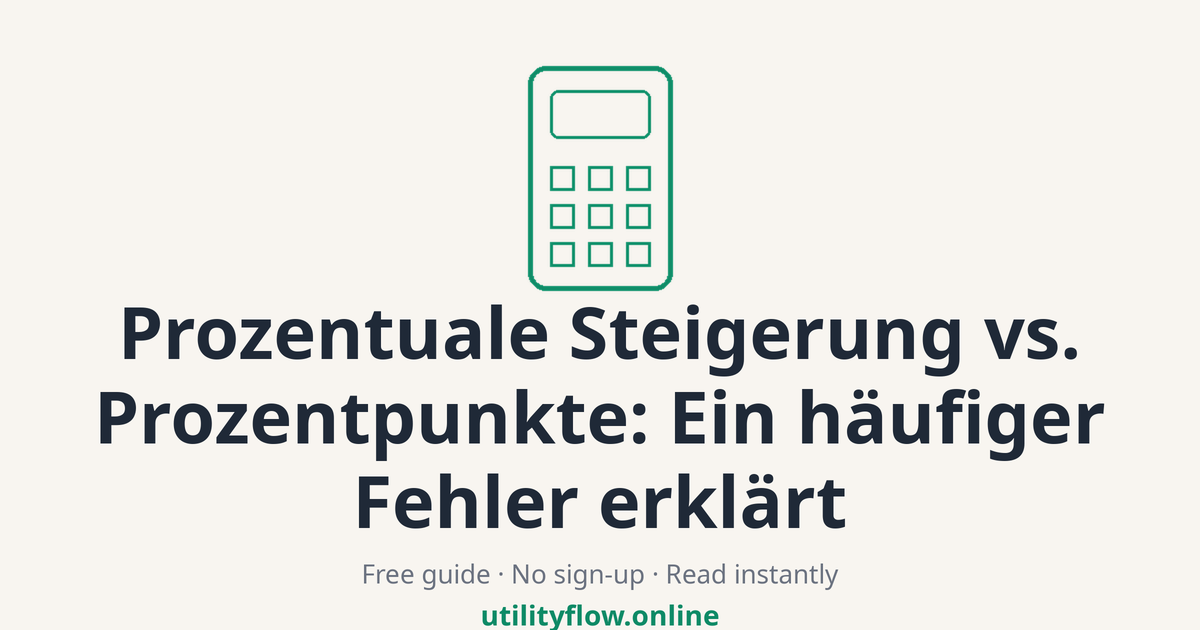 Prozentuale Steigerung vs.
Prozentpunkte: Ein häufiger
Fehler erklärt
Free guide · No sign-up · Read instantly
utilityflow.online